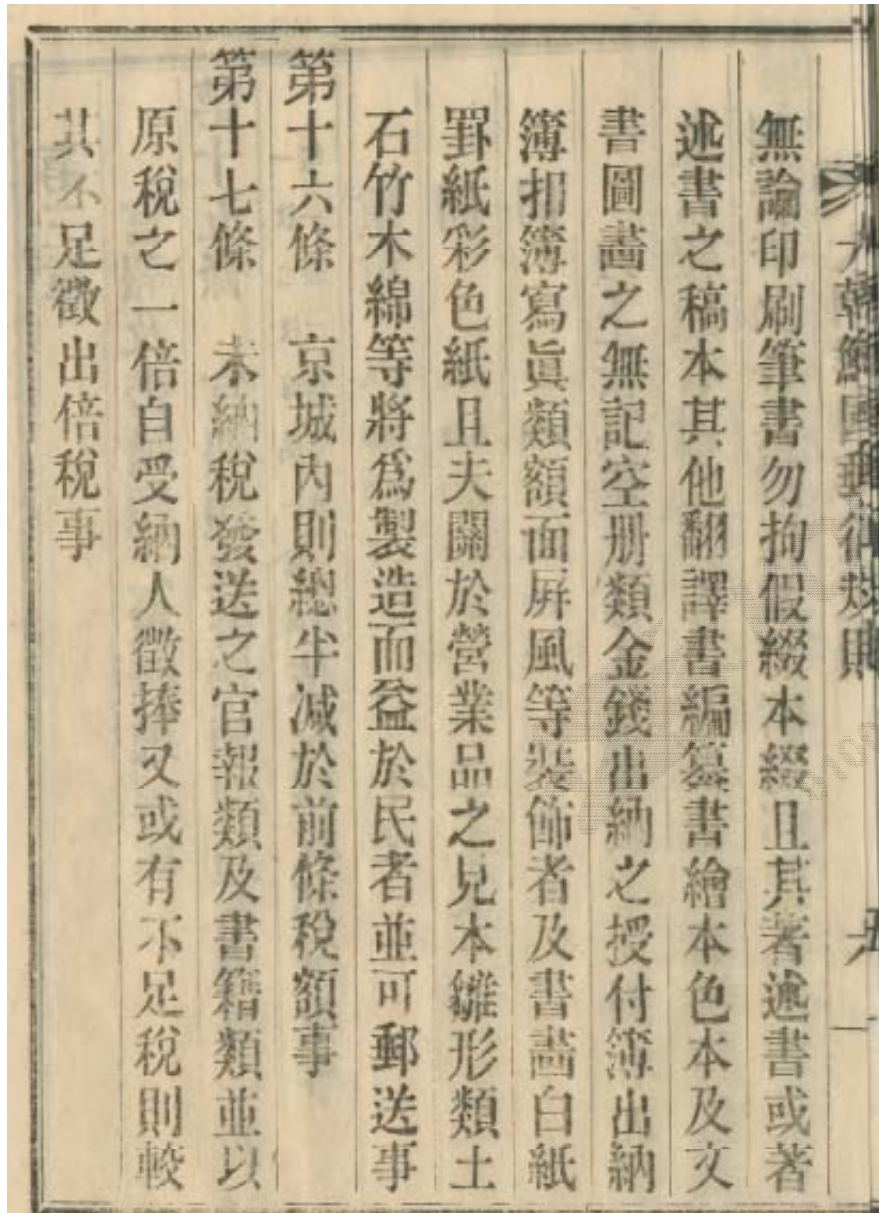 大朝鮮國郵征規則
無論印刷筆書勿拘假綴本綴且其著述書或著
述書之稿本其他翻譯書編纂書繪本色本及文
書圖畵之無記空册類金錢出納之授付簿出納
簿扣簿寫眞類額面屛風等裝飾者及書畵白紙
罫紙彩色紙且夫關於營業品之見本雛形類土
石竹木綿等將爲製造而益於民者並可郵送事
第十六條 京城內則總半减於前條稅額事
第十七條 未納稅發送之官報類及書籍類並以
原稅之一倍自受納人徵捧又或有不足稅則較
其不足徵出倍稅事